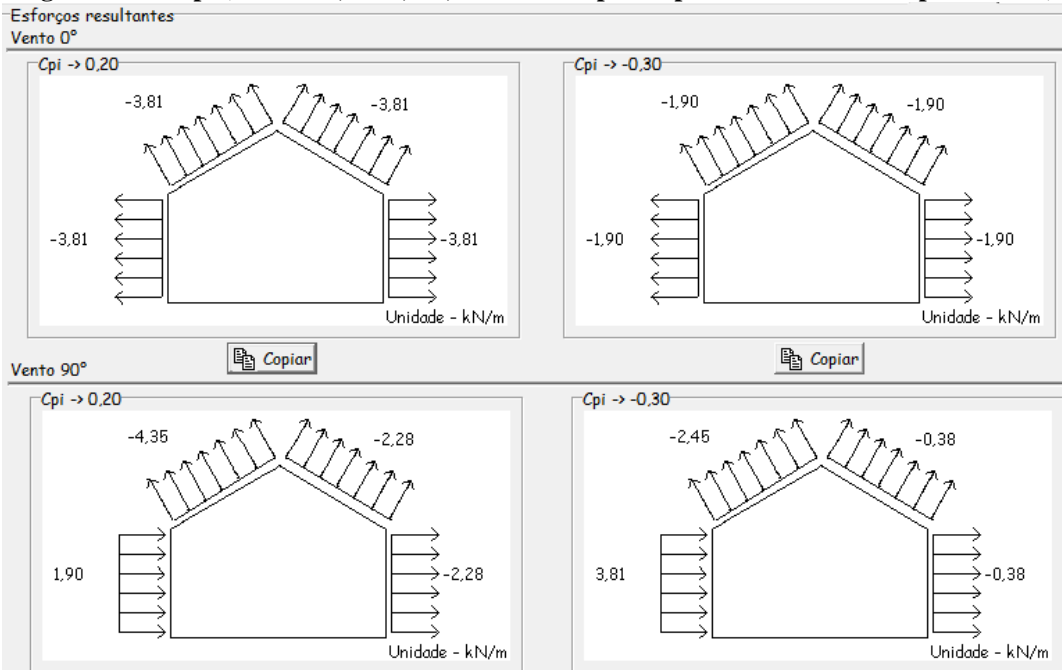 Esforços resultantes
Vento 0°
Cpi -> 0,20
-3,81
-3,81
-3,81
-3,81
Unidade - kN/m
Copiar
Cpi -> -0,30
-1,90
-1,90
-1,90
-1,90
Unidade - kN/m
Copiar
Vento 90°
Cpi -> 0,20
-4,35
-2,28
1,90
-2,28
Unidade - kN/m
Cpi -> -0,30
-2,45
-0,38
3,81
-0,38
Unidade - kN/m